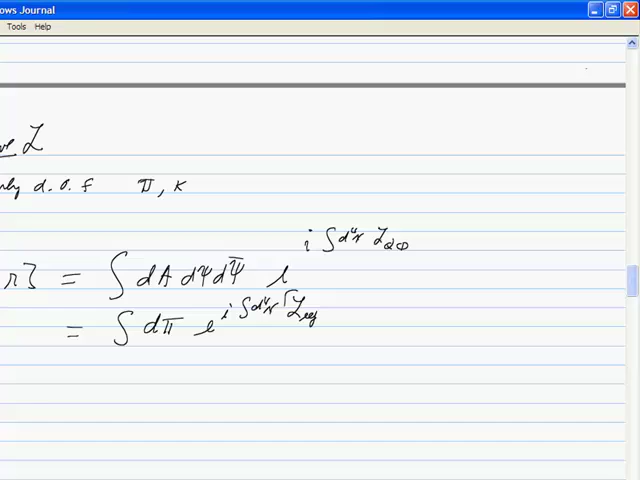 ows Journal
Tools Help
ℒ
d.o.f π, K
= ∫ dA dΨ dΨ̄ e^{i ∫ d⁴x ℒ_QCD}
= ∫ dπ e^{i ∫ d⁴x ℒ_eff}